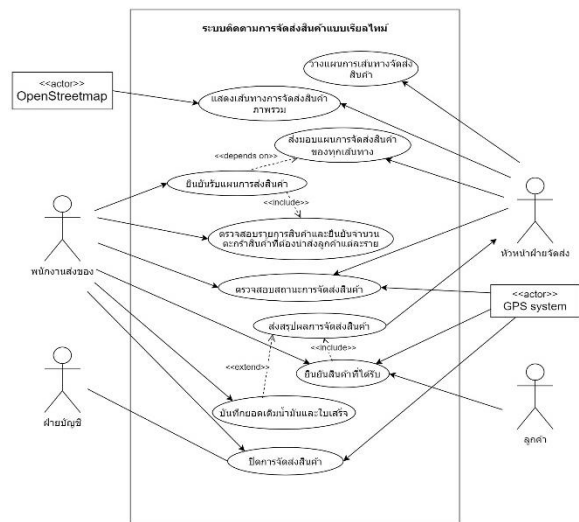 ระบบติดตามการจัดส่งสินค้าแบบเรียลไทม์
วางแผนการเส้นทางจัดส่ง
สินค้า
<<actor>>
OpenStreetmap
แสดงเส้นทางการจัดส่งสินค้า
ภาพรวม
ส่งมอบแผนการจัดส่งสินค้า
ของทุกเส้นทาง
<<depends on>>
ยืนยันรับแผนการส่งสินค้า
<<include>>
ตรวจสอบรายการสินค้าและยืนยันจำนวน
ตะกร้าสินค้าที่ต้องนำส่งลูกค้าแต่ละราย
พนักงานส่งของ
หัวหน้าฝ่ายจัดส่ง
ตรวจสอบสถานะการจัดส่งสินค้า
<<actor>>
GPS system
ส่งสรุปผลการจัดส่งสินค้า
<<include>>
<<extend>>
ยืนยันสินค้าที่ได้รับ
บันทึกยอดเติมน้ำมันและใบเสร็จ
ฝ่ายบัญชี
ลูกค้า
ปิดการจัดส่งสินค้า